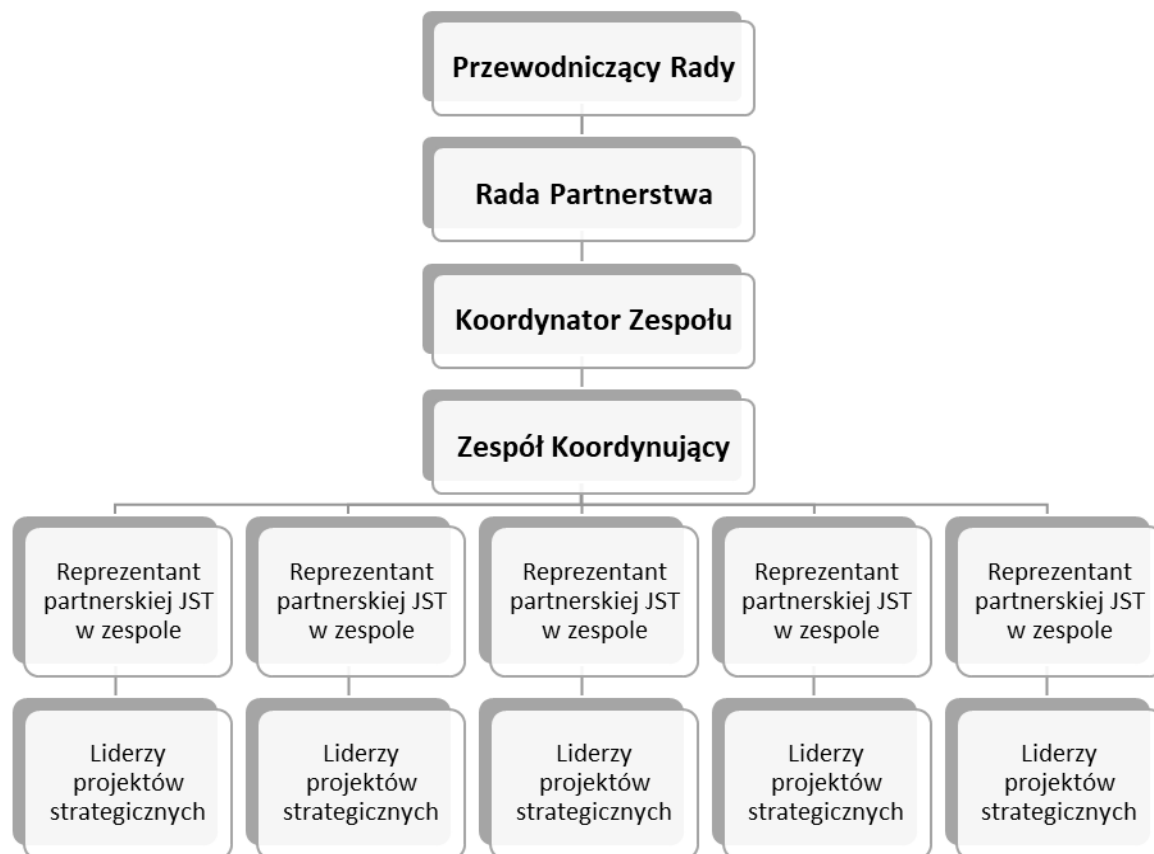 Przewodniczący Rady
Rada Partnerstwa
Koordynator Zespołu
Zespół Koordynujący
Reprezentant
partnerskiej JST
w zespole
Reprezentant
partnerskiej JST
w zespole
Reprezentant
partnerskiej JST
w zespole
Reprezentant
partnerskiej JST
w zespole
Reprezentant
partnerskiej JST
w zespole
Liderzy
projektów
strategicznych
Liderzy
projektów
strategicznych
Liderzy
projektów
strategicznych
Liderzy
projektów
strategicznych
Liderzy
projektów
strategicznych